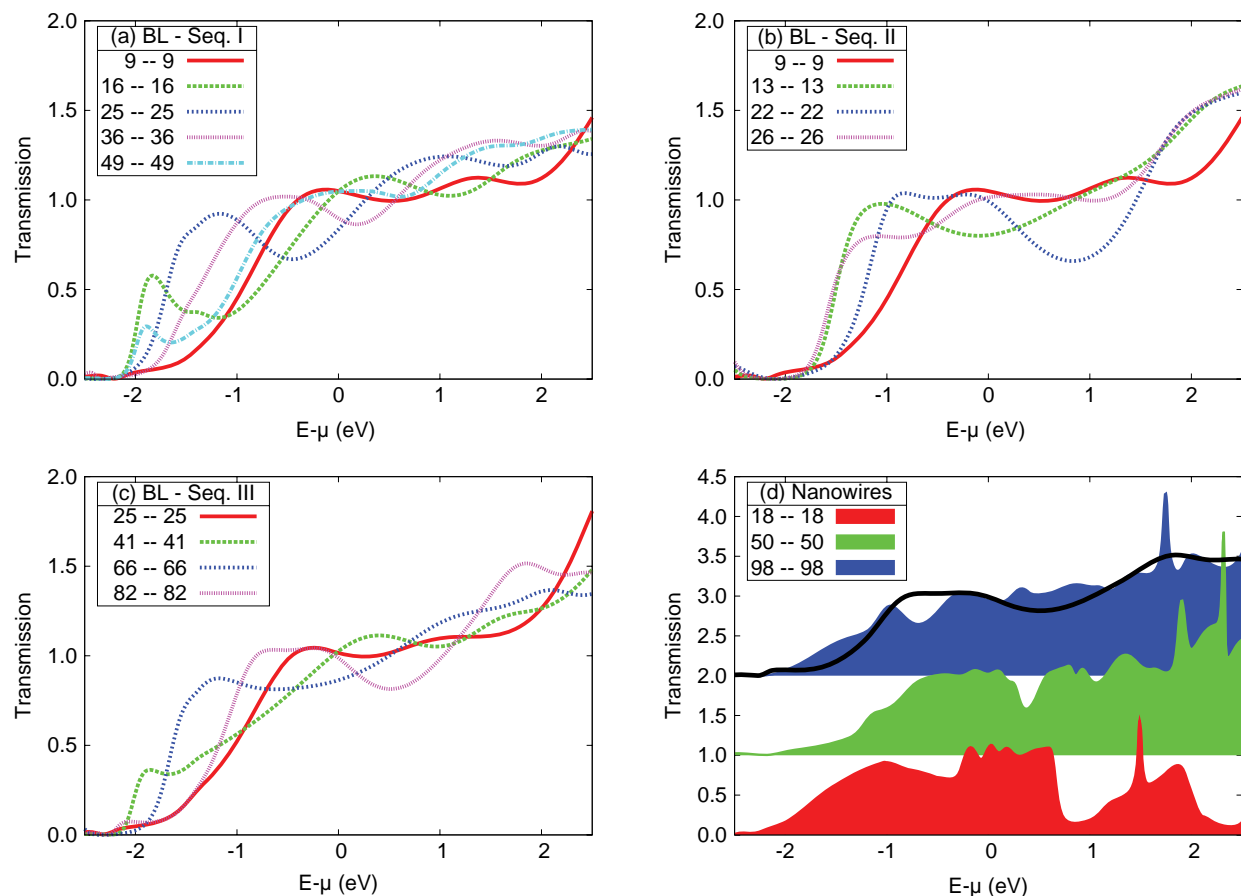 (a) BL - Seq. I
9 -- 9
16 -- 16
25 -- 25
36 -- 36
49 -- 49
Transmission
2.0
1.5
1.0
0.5
0.0
-2 -1 0 1 2
E-μ (eV)
(b) BL - Seq. II
9 -- 9
13 -- 13
22 -- 22
26 -- 26
Transmission
2.0
1.5
1.0
0.5
0.0
-2 -1 0 1 2
E-μ (eV)
(c) BL - Seq. III
25 -- 25
41 -- 41
66 -- 66
82 -- 82
Transmission
2.0
1.5
1.0
0.5
0.0
-2 -1 0 1 2
E-μ (eV)
(d) Nanowires
18 -- 18
50 -- 50
98 -- 98
Transmission
4.5
4.0
3.5
3.0
2.5
2.0
1.5
1.0
0.5
0.0
-2 -1 0 1 2
E-μ (eV)